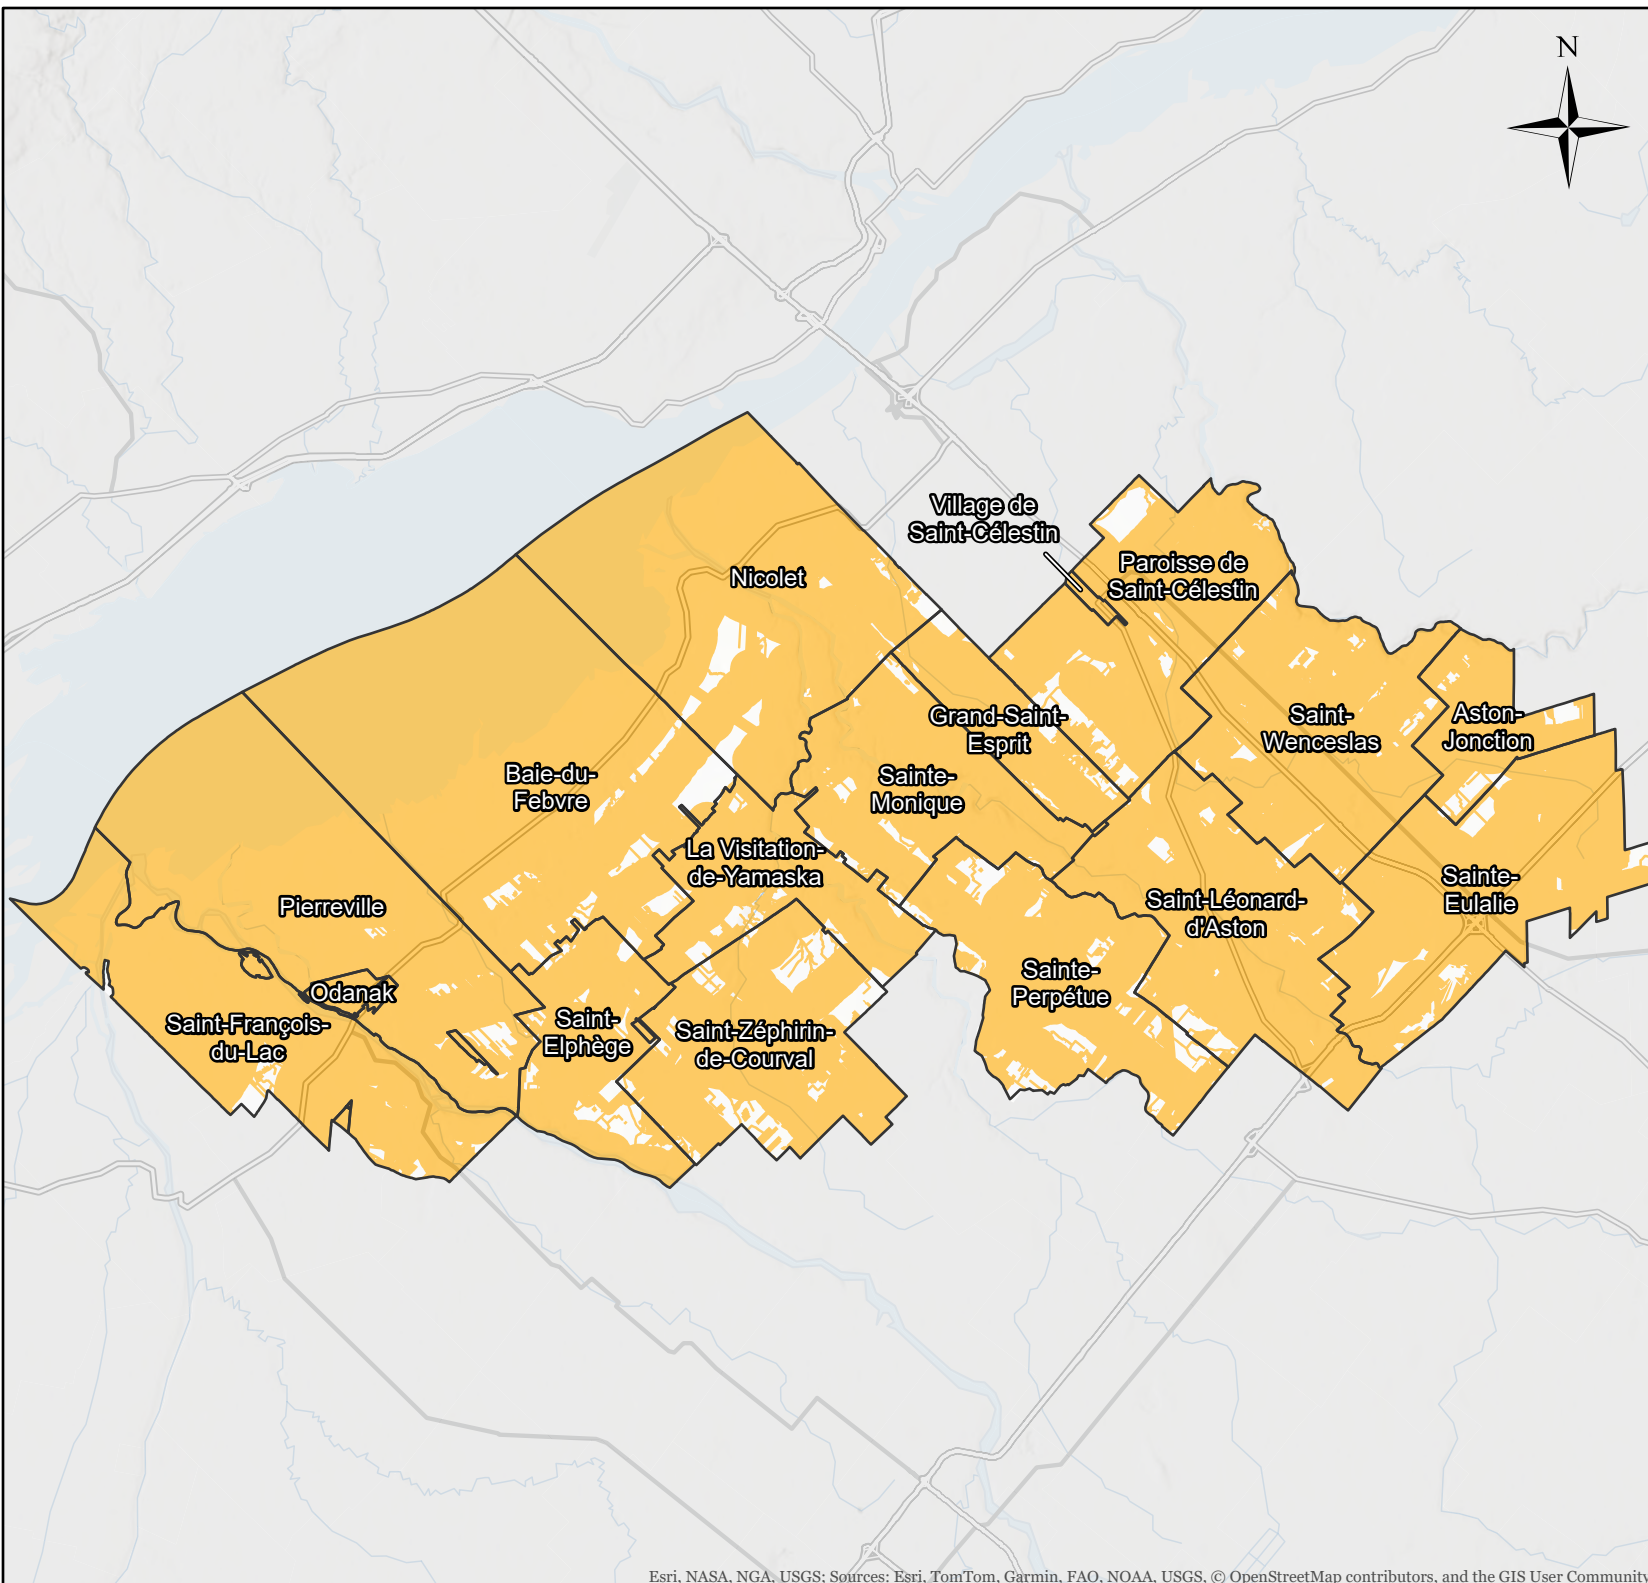 N
Village de
Saint-Célestin
Paroisse de
Saint-Célestin
Nicolet
Grand-Saint-
Esprit
Saint-
Wenceslas
Aston-
Jonction
Baie-du-
Febvre
Sainte-
Monique
La Visitation-
de-Yamaska
Sainte-
Eulalie
Pierreville
Saint-Léonard-
d'Aston
Sainte-
Perpétue
Odanak
Saint-François-
du-Lac
Saint-
Elphège
Saint-Zéphirin-
de-Courval
Esri, NASA, NGA, USGS; Sources: Esri, TomTom, Garmin, FAO, NOAA, USGS, © OpenStreetMap contributors, and the GIS User Community